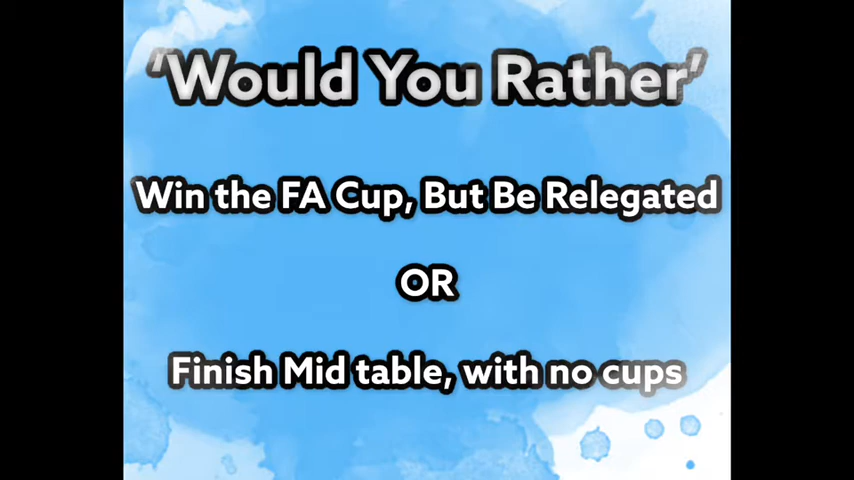 'Would You Rather'
Win the FA Cup, But Be Relegated
OR
Finish Mid table, with no cups